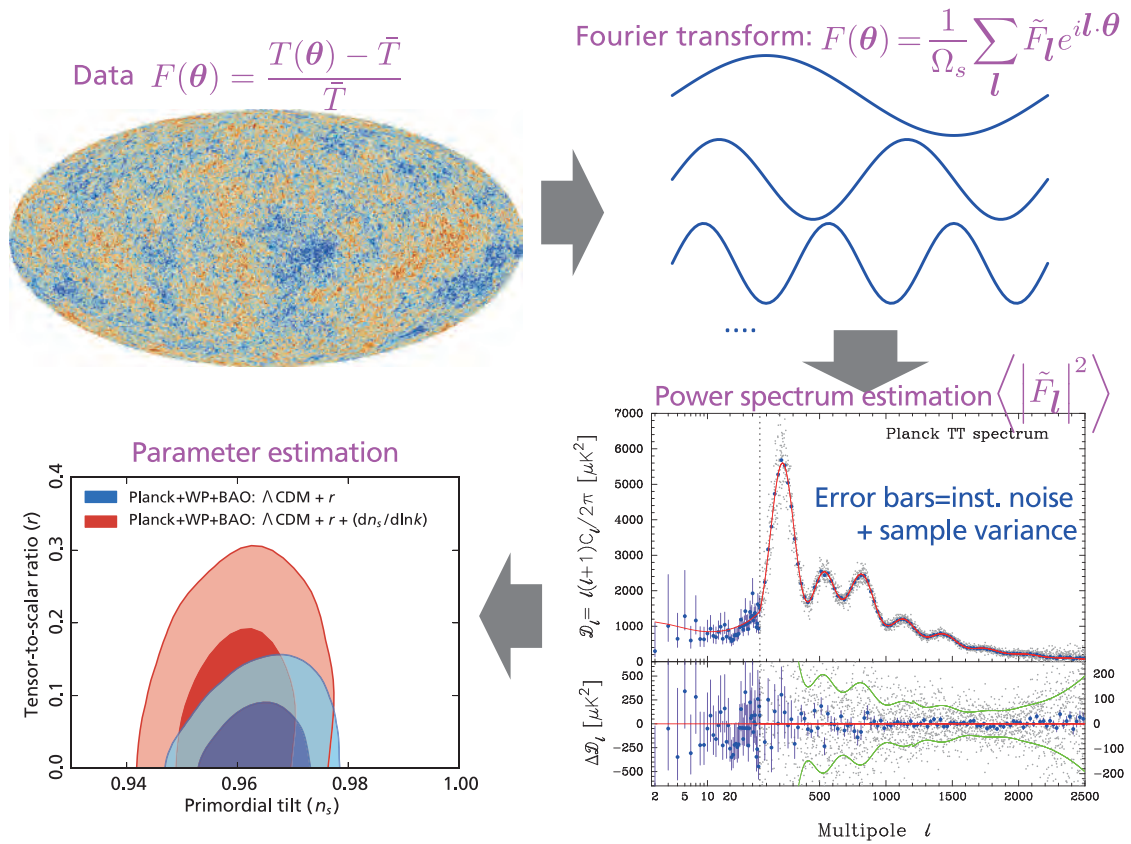 Data F(θ) = (T(θ) − T̄) / T̄
Fourier transform: F(θ) = 1/Ω_s ∑_l F̃_l e^{il·θ}
....
Power spectrum estimation ⟨|F̃_l|²⟩
Planck TT spectrum
Error bars=inst. noise
+ sample variance
𝒟_l = l(l+1)C_l/2π [μK²]
7000
6000
5000
4000
3000
2000
1000
0
Δ𝒟_l [μK²]
500
250
0
-250
-500
200
100
0
-100
-200
2 5 10 20 500 1000 1500 2000 2500
Multipole l
Parameter estimation
Planck+WP+BAO: ΛCDM + r
Planck+WP+BAO: ΛCDM + r + (dn_s/dlnk)
Tensor-to-scalar ratio (r)
0.4
0.3
0.2
0.1
0.0
0.94 0.96 0.98 1.00
Primordial tilt (n_s)